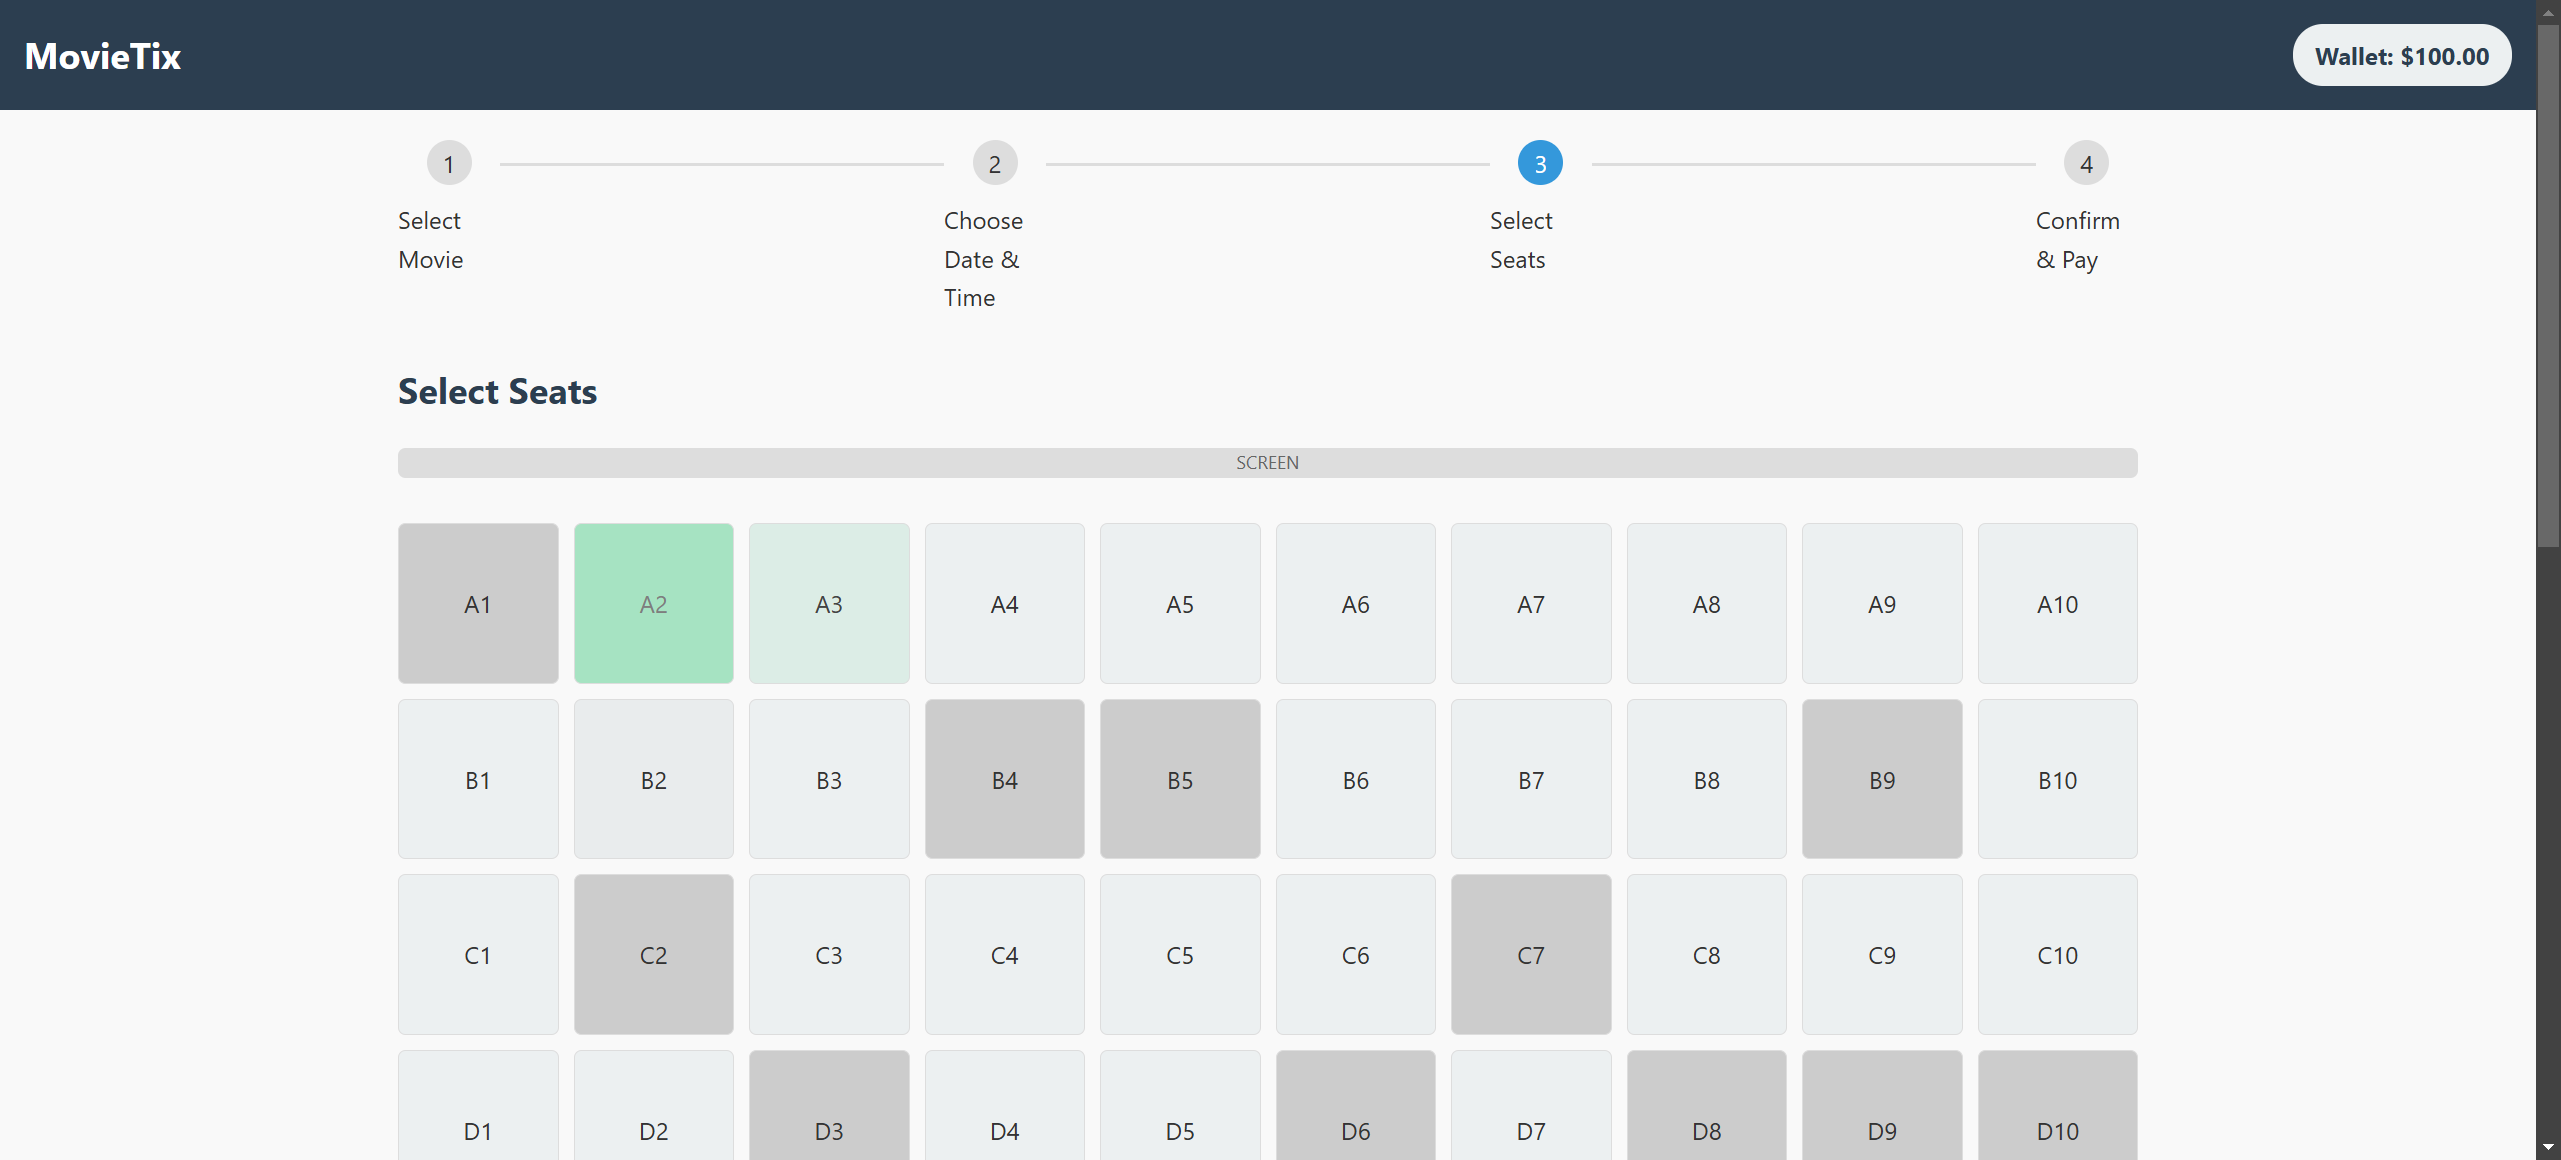 MovieTix
Wallet: $100.00
1
2
3
4
Select
Movie
Choose
Date &
Time
Select
Seats
Confirm
& Pay
Select Seats
SCREEN
A1 A2 A3 A4 A5 A6 A7 A8 A9 A10
B1 B2 B3 B4 B5 B6 B7 B8 B9 B10
C1 C2 C3 C4 C5 C6 C7 C8 C9 C10
D1 D2 D3 D4 D5 D6 D7 D8 D9 D10